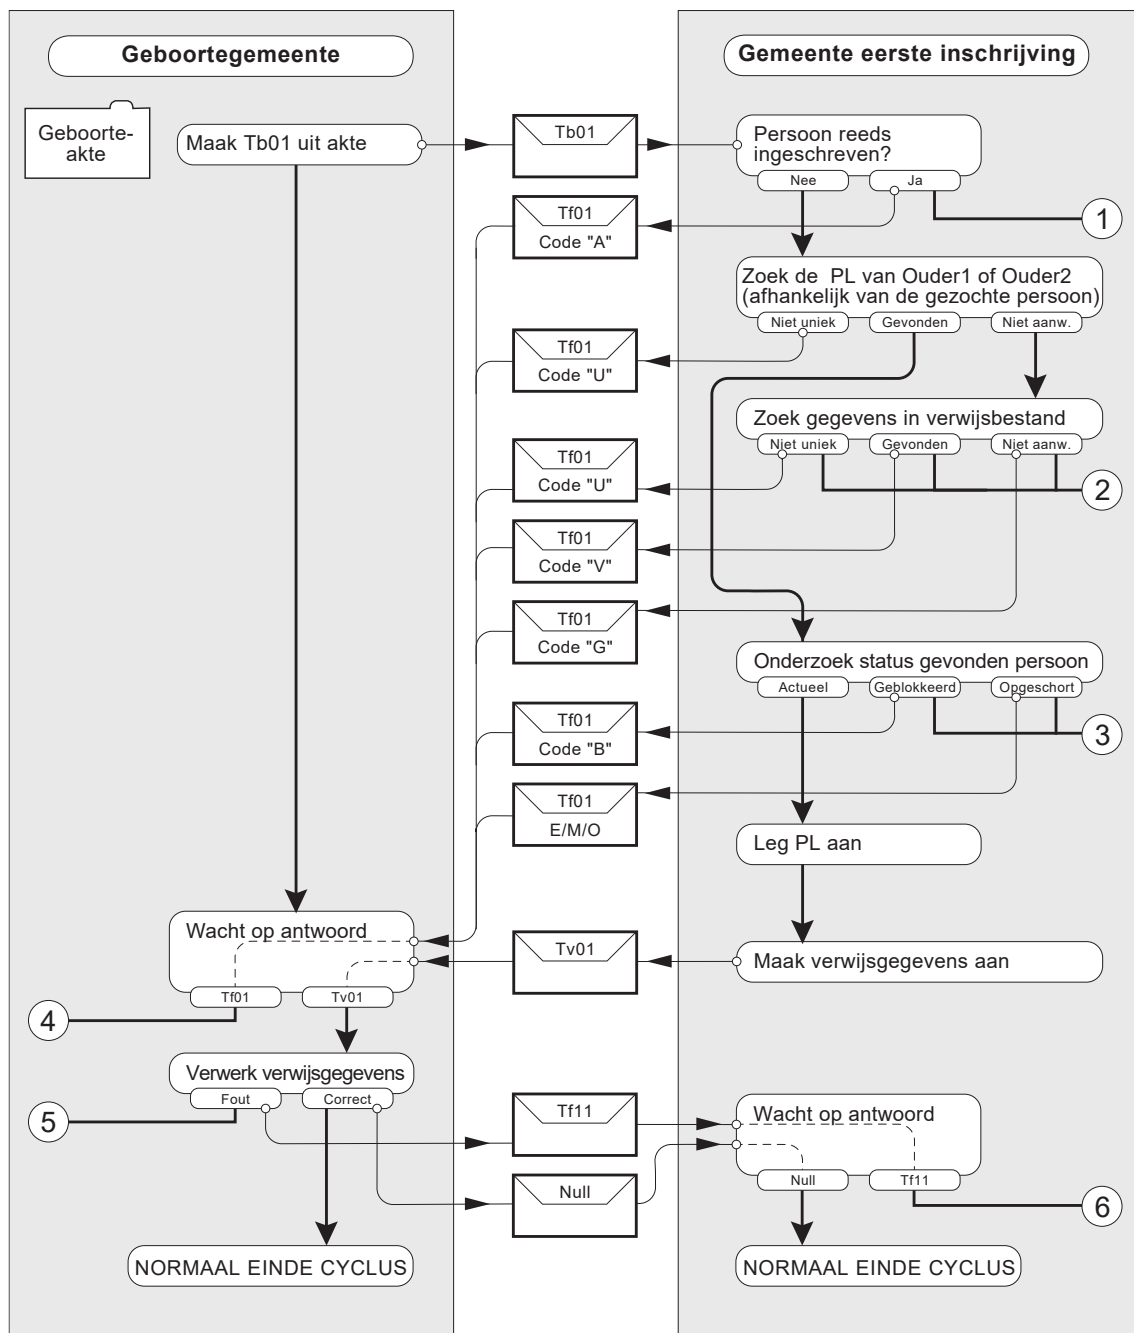 Geboortegemeente
Gemeente eerste inschrijving
Geboorte-
akte
Maak Tb01 uit akte
Tb01
Persoon reeds
ingeschreven?
Nee
Ja
1
Tf01
Code "A"
Zoek de  PL van Ouder1 of Ouder2
(afhankelijk van de gezochte persoon)
Niet uniek
Gevonden
Niet aanw.
Tf01
Code "U"
Zoek gegevens in verwijsbestand
Niet uniek
Gevonden
Niet aanw.
Tf01
Code "U"
2
Tf01
Code "V"
Tf01
Code "G"
Onderzoek status gevonden persoon
Actueel
Geblokkeerd
Opgeschort
Tf01
Code "B"
3
Tf01
E/M/O
Leg PL aan
Wacht op antwoord
Tf01
Tv01
Tv01
Maak verwijsgegevens aan
4
Verwerk verwijsgegevens
Fout
Correct
5
Tf11
Wacht op antwoord
Null
Tf11
Null
6
NORMAAL EINDE CYCLUS
NORMAAL EINDE CYCLUS